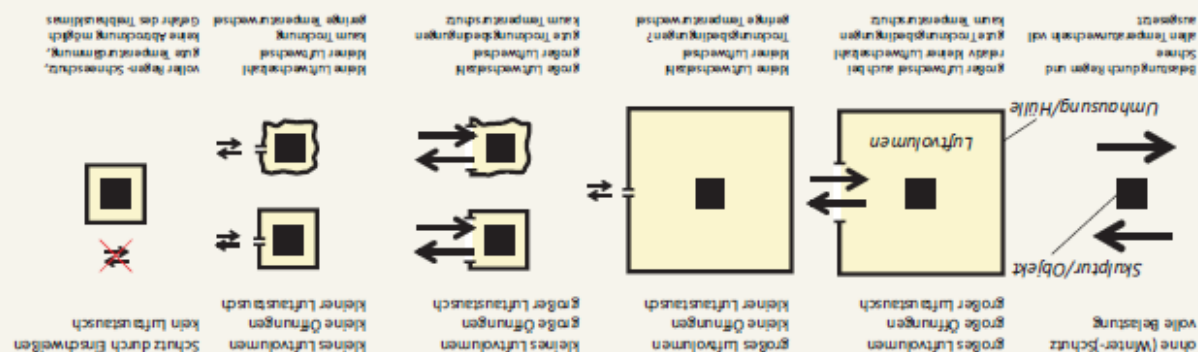 ohne (Winter-)Schutz
volle Belastung
großes Luftvolumen
große Öffnungen
großer Luftaustausch
großes Luftvolumen
kleine Öffnungen
kleiner Luftaustausch
kleines Luftvolumen
große Öffnungen
großer Luftaustausch
kleines Luftvolumen
kleine Öffnungen
kleiner Luftaustausch
Schutz durch Einschweißen
kein Luftaustausch
Skulptur/Objekt
Luftvolumen
Umhausung/Hülle
Belastung durch Regen und
Schnee
allen Temperaturwechseln voll
ausgesetzt
großer Luftwechsel auch bei
relativ kleiner Luftwechselzahl
gute Trocknungsbedingungen
kaum Temperaturschutz
kleine Luftwechselzahl
kleiner Luftwechsel
Trocknungsbedingungen?
geringe Temperaturwechsel
große Luftwechselzahl
großer Luftwechsel
gute Trocknungsbedingungen
kaum Temperaturschutz
kleine Luftwechselzahl
kleiner Luftwechsel
kaum Trocknung
geringe Temperaturwechsel
voller Regen- Schneeschutz,
gute Temperaturdämmung,
keine Abtrocknung möglich
Gefahr des Treibhausklimas